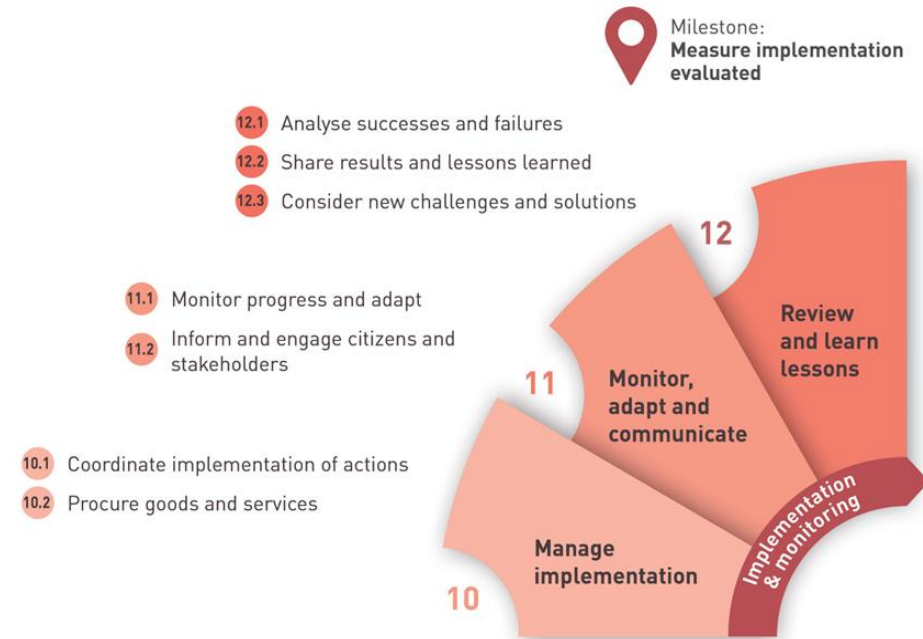 Milestone:
Measure implementation
evaluated
12.1 Analyse successes and failures
12.2 Share results and lessons learned
12.3 Consider new challenges and solutions
12
Review
and learn
lessons
11.1 Monitor progress and adapt
11.2 Inform and engage citizens and
stakeholders
11
Monitor,
adapt and
communicate
10.1 Coordinate implementation of actions
10.2 Procure goods and services
10
Manage
implementation
Implementation
& monitoring